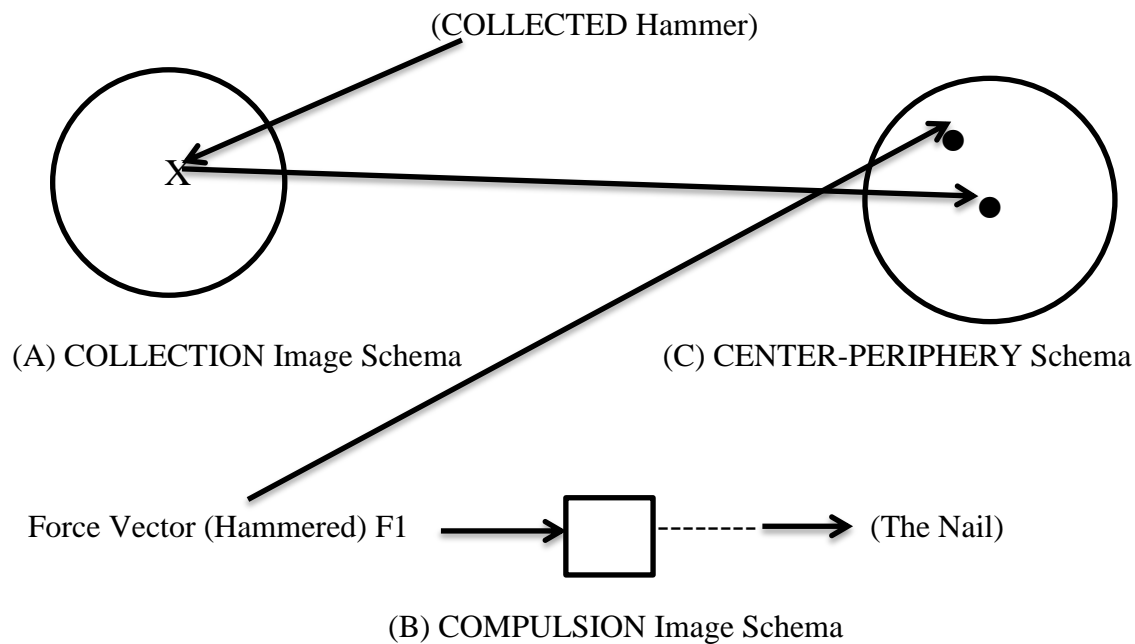 (COLLECTED Hammer)
X
(A) COLLECTION Image Schema
(C) CENTER-PERIPHERY Schema
Force Vector (Hammered) F1
(The Nail)
(B) COMPULSION Image Schema